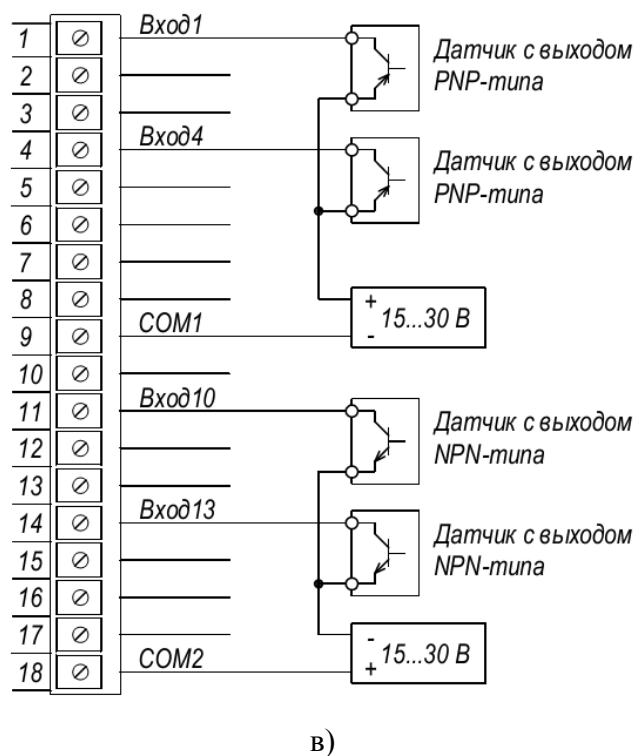 1 Вход1
Датчик с выходом
PNP-типа
2
3
4 Вход4
Датчик с выходом
PNP-типа
5
6
7
8
+
15...30 В
-
9 COM1
10
11 Вход10
Датчик с выходом
NPN-типа
12
13
14 Вход13
Датчик с выходом
NPN-типа
15
16
17
-
15...30 В
+
18 COM2
в)